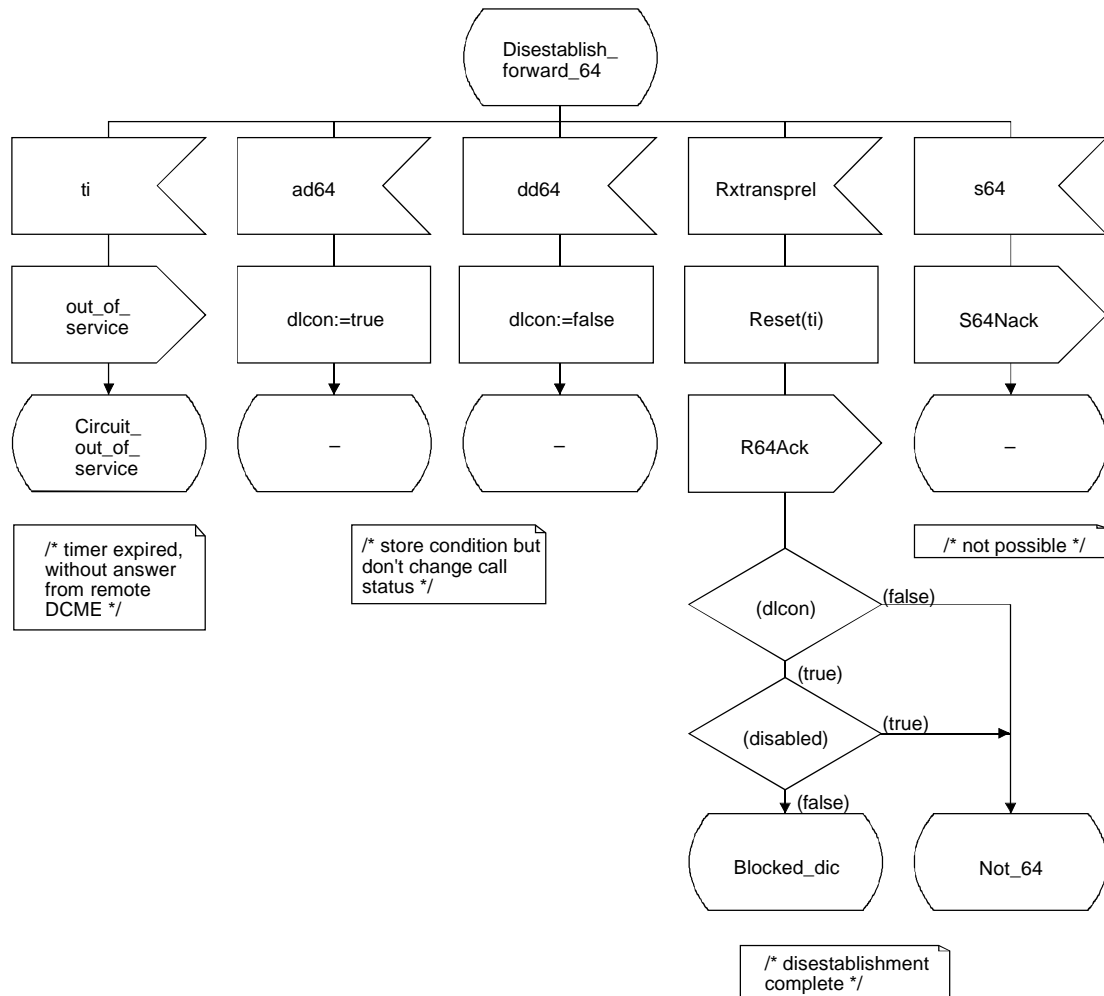 Disestablish_
forward_64
ti
ad64
dd64
Rxtransprel
s64
out_of_
service
dlcon:=true
dlcon:=false
Reset(ti)
S64Nack
Circuit_
out_of_
service
–
–
R64Ack
–
/* timer expired,
without answer
from remote
DCME */
/* store condition but
don't change call
status */
/* not possible */
(dlcon)
(false)
(true)
(disabled)
(true)
(false)
Blocked_dic
Not_64
/* disestablishment
complete */